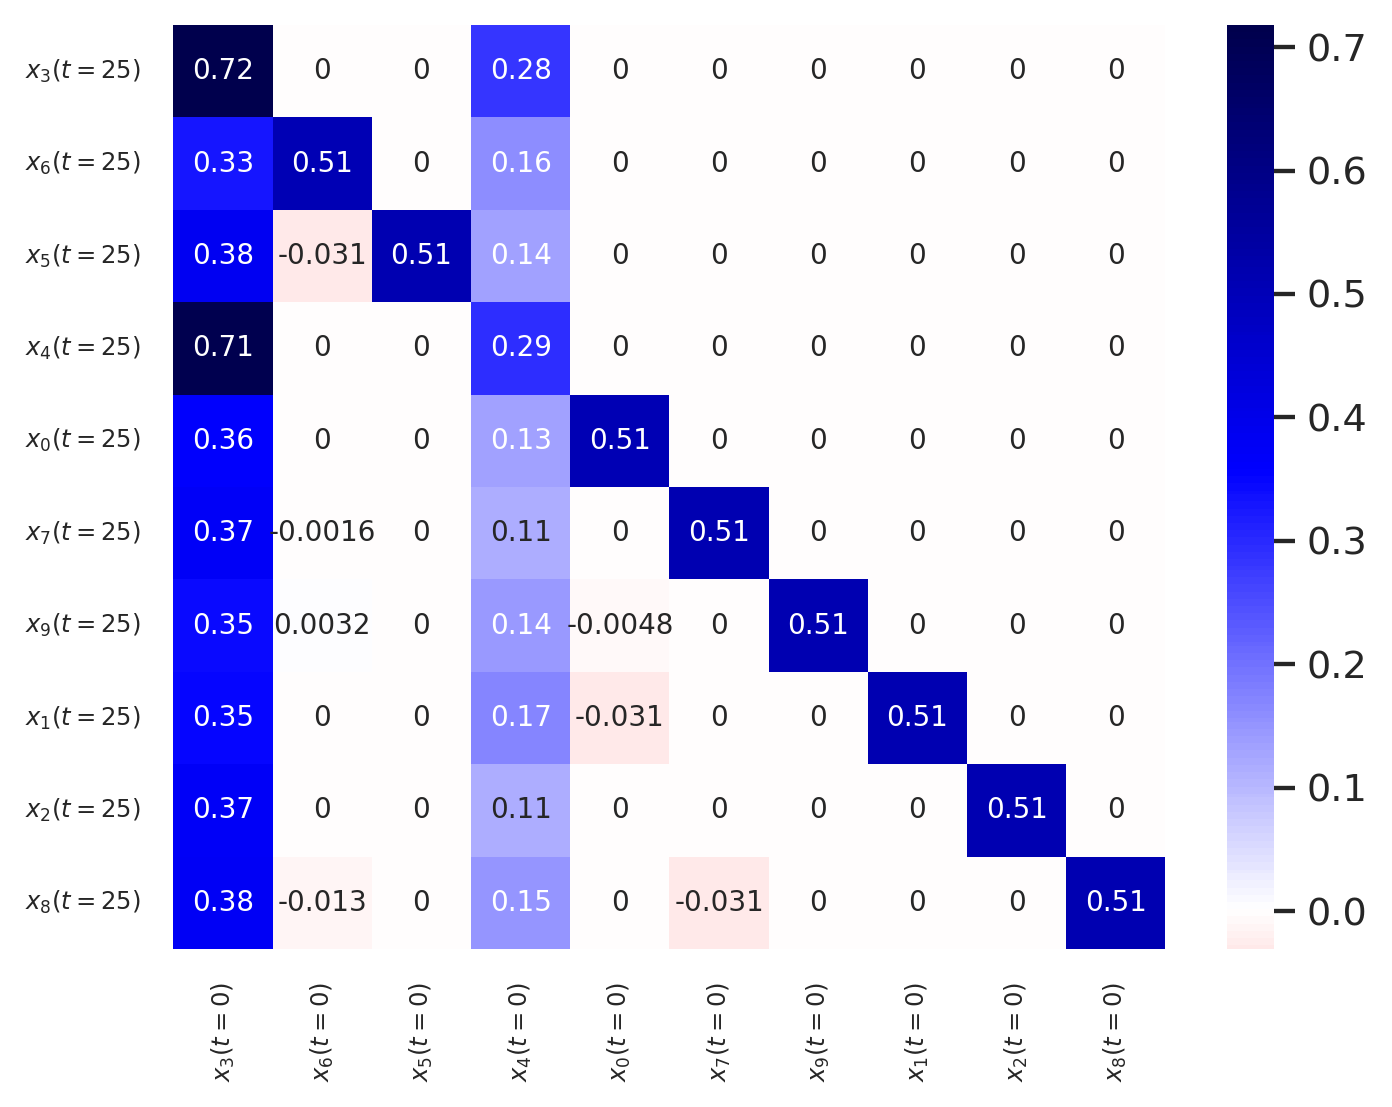 x₃(t = 25) 0.72 0 0 0.28 0 0 0 0 0 0
x₆(t = 25) 0.33 0.51 0 0.16 0 0 0 0 0 0
x₅(t = 25) 0.38 -0.031 0.51 0.14 0 0 0 0 0 0
x₄(t = 25) 0.71 0 0 0.29 0 0 0 0 0 0
x₀(t = 25) 0.36 0 0 0.13 0.51 0 0 0 0 0
x₇(t = 25) 0.37 -0.0016 0 0.11 0 0.51 0 0 0 0
x₉(t = 25) 0.35 0.0032 0 0.14 -0.0048 0 0.51 0 0 0
x₁(t = 25) 0.35 0 0 0.17 -0.031 0 0 0.51 0 0
x₂(t = 25) 0.37 0 0 0.11 0 0 0 0 0.51 0
x₈(t = 25) 0.38 -0.013 0 0.15 0 -0.031 0 0 0 0.51
x₃(t = 0) x₆(t = 0) x₅(t = 0) x₄(t = 0) x₀(t = 0) x₇(t = 0) x₉(t = 0) x₁(t = 0) x₂(t = 0) x₈(t = 0)
0.7
0.6
0.5
0.4
0.3
0.2
0.1
0.0